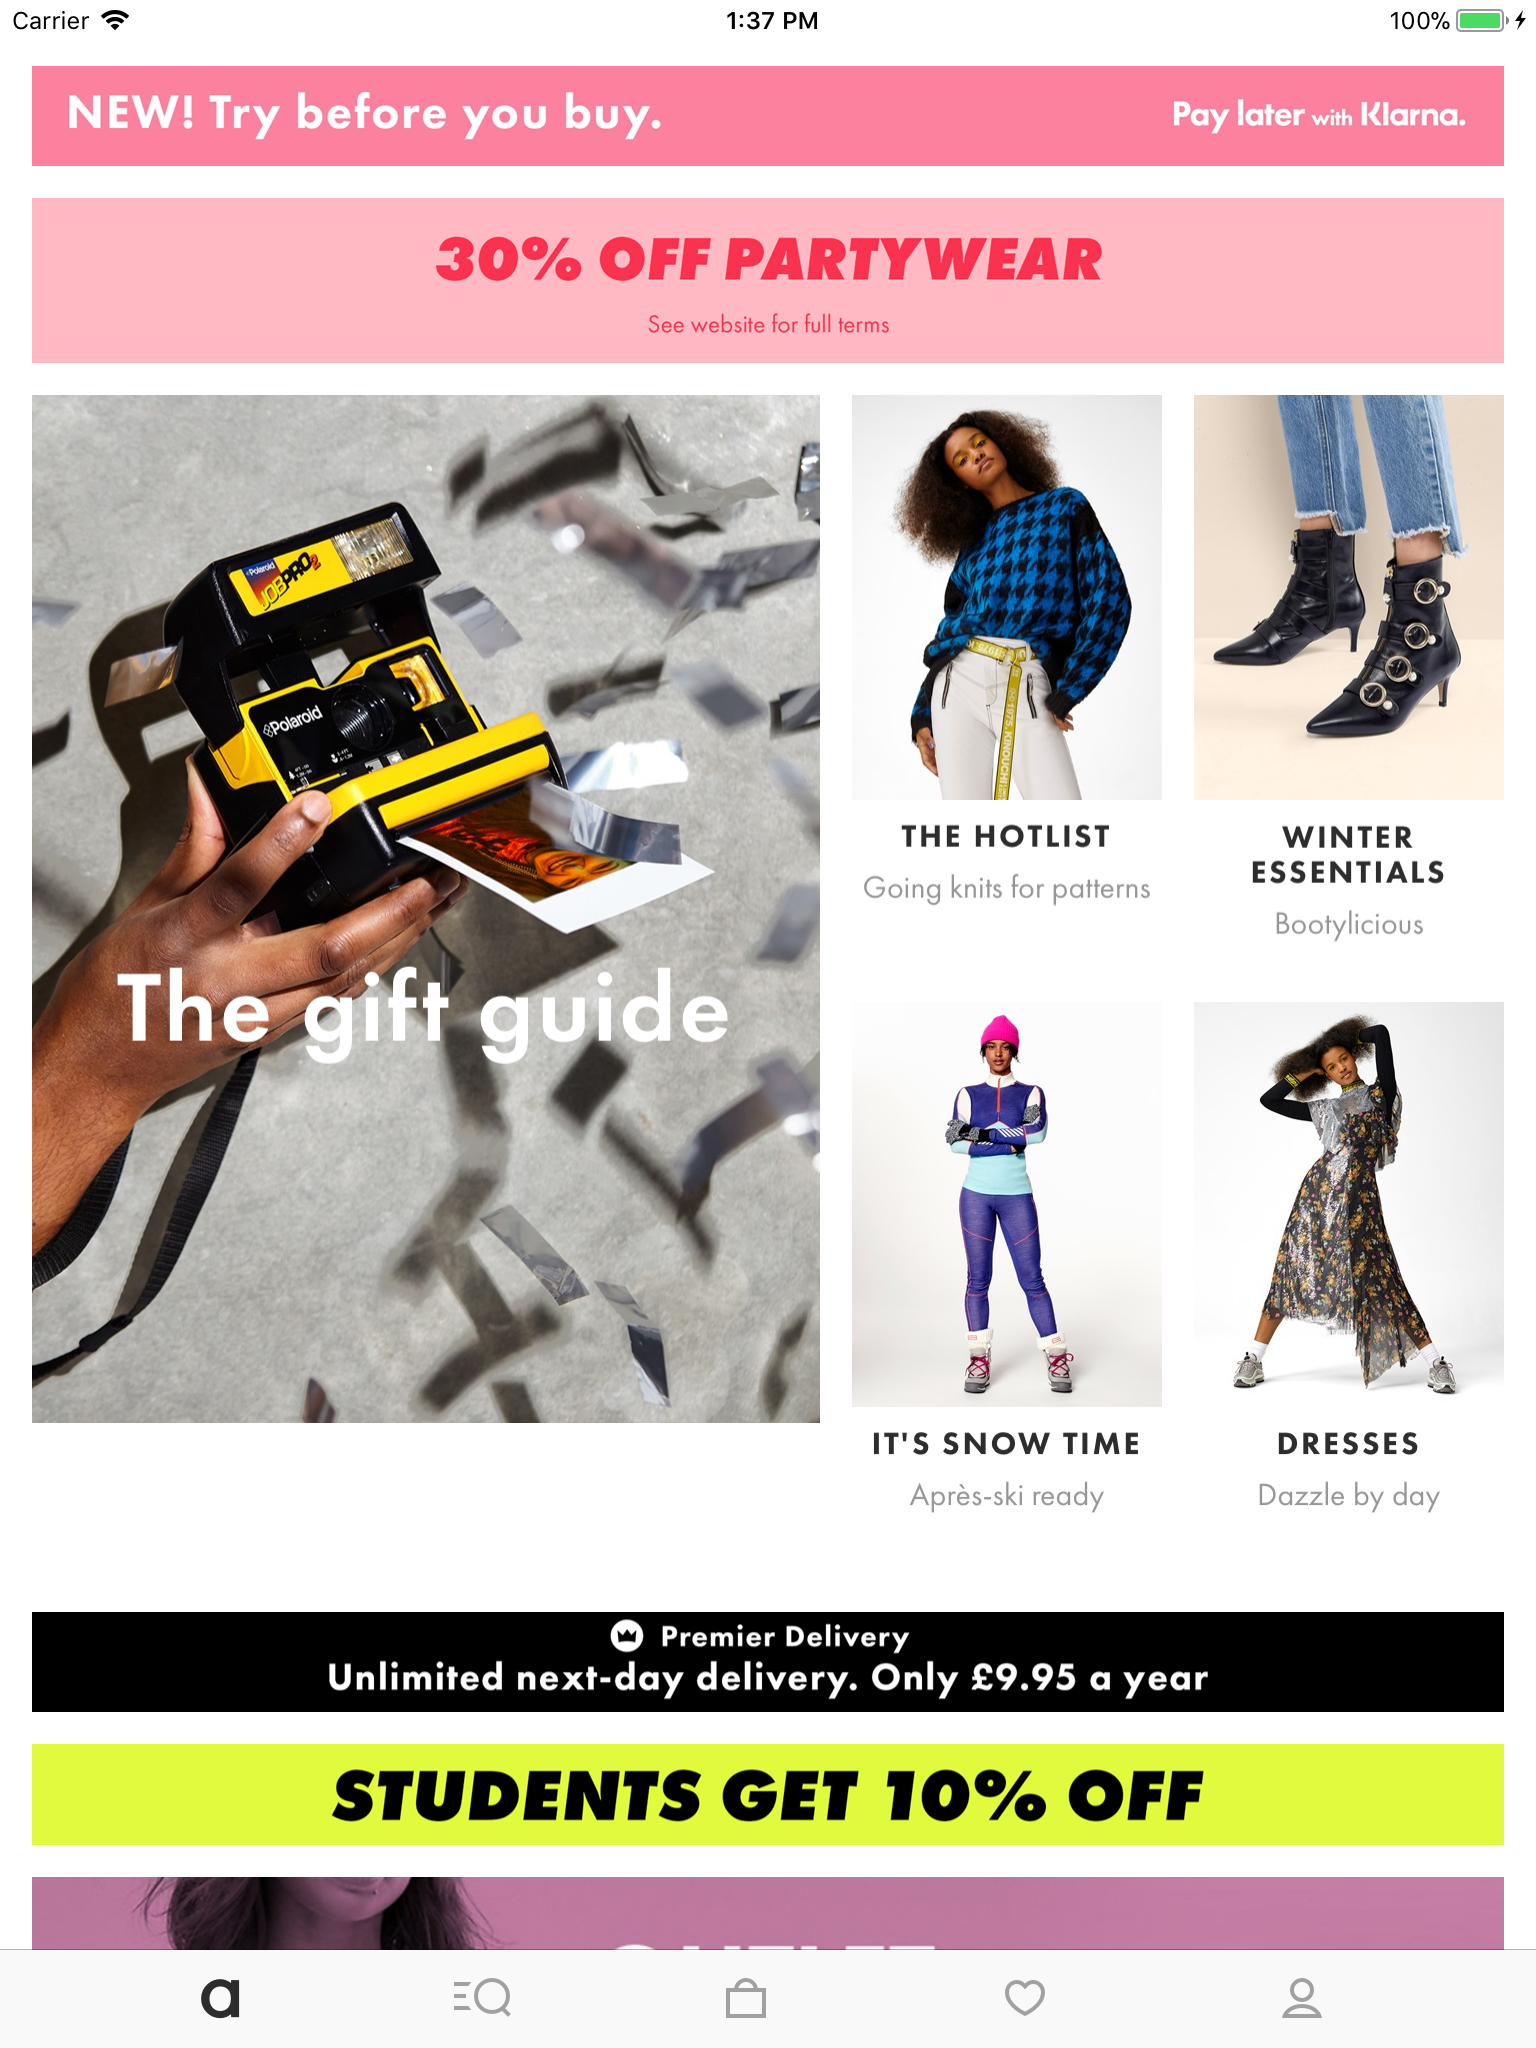 Carrier 1:37 PM 100%
NEW! Try before you buy.
Pay later with Klarna.
30% OFF PARTYWEAR
See website for full terms
Polaroid
JOBPRO2
Polaroid
The gift guide
THE HOTLIST
Going knits for patterns
WINTER
ESSENTIALS
Bootylicious
IT'S SNOW TIME
Après-ski ready
DRESSES
Dazzle by day
Premier Delivery
Unlimited next-day delivery. Only £9.95 a year
STUDENTS GET 10% OFF
a